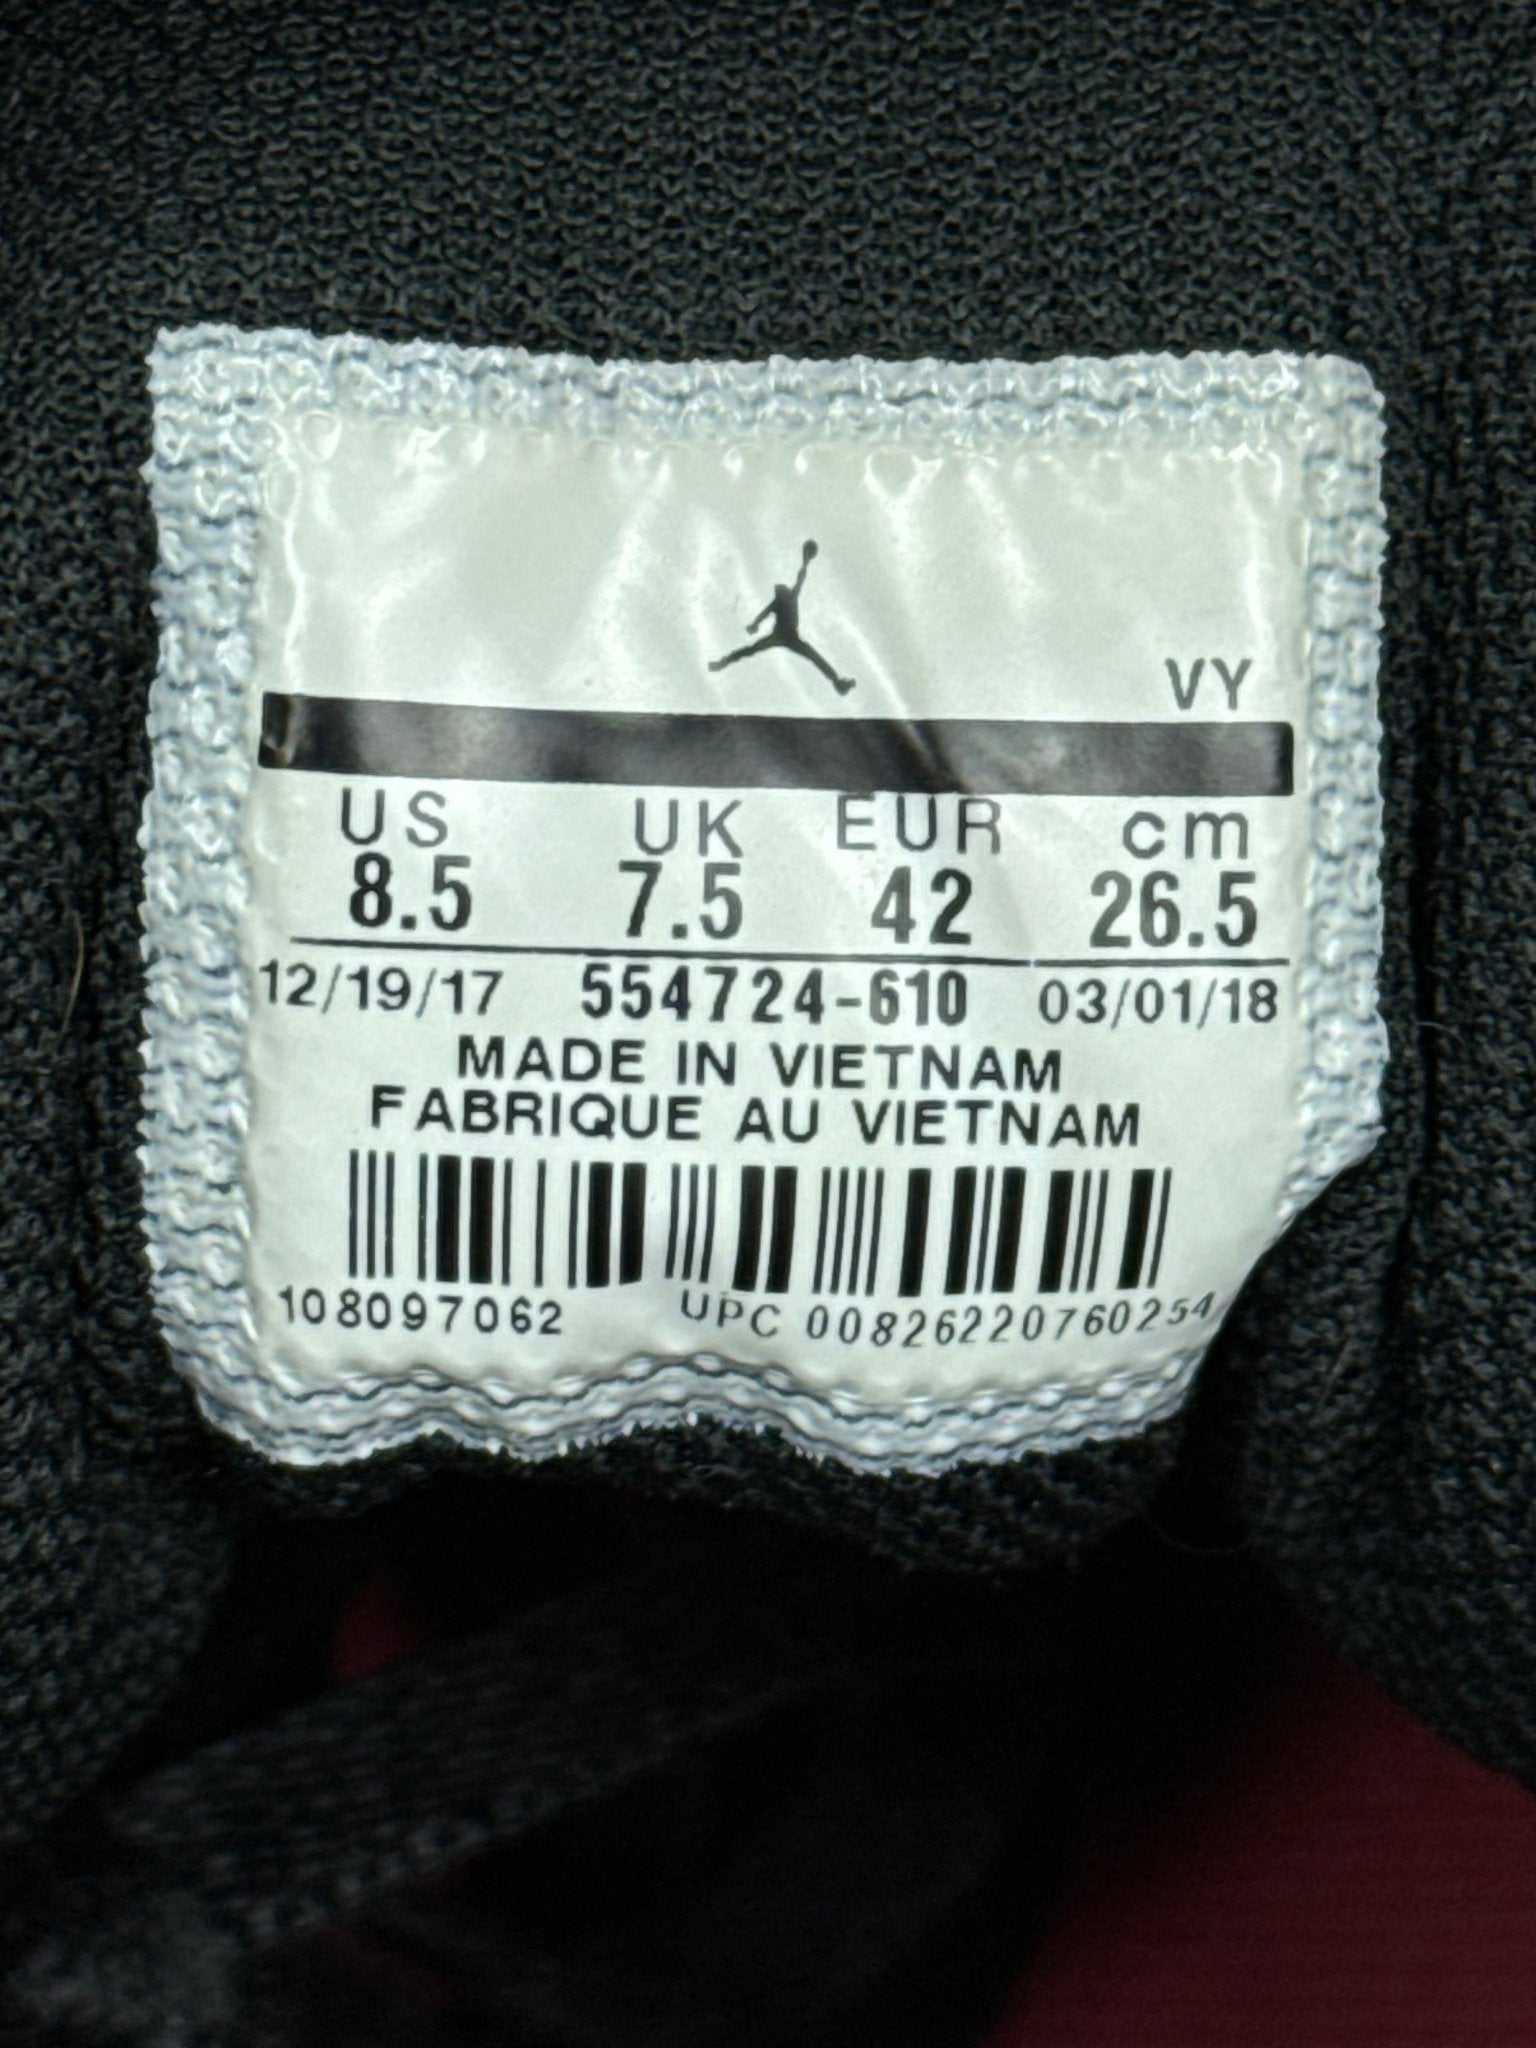 VY
US UK EUR cm
8.5 7.5 42 26.5
12/19/17 554724-610 03/01/18
MADE IN VIETNAM
FABRIQUE AU VIETNAM
108097062 UPC 00826220760254